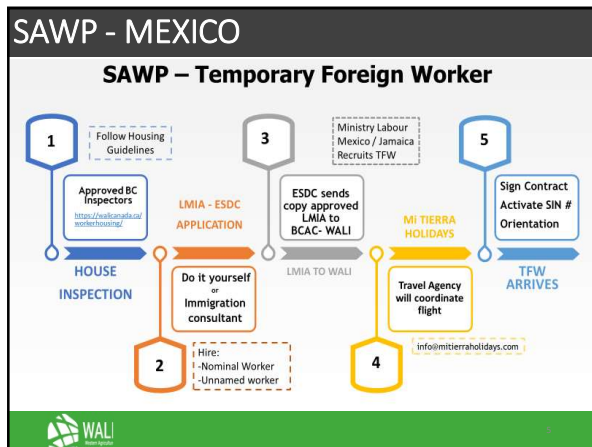 SAWP - MEXICO
SAWP – Temporary Foreign Worker
1
Follow Housing
Guidelines
Approved BC
Inspectors
https://walicanada.ca/
workerhousing/
HOUSE
INSPECTION
LMIA - ESDC
APPLICATION
Do it yourself
or
Immigration
consultant
2
Hire:
-Nominal Worker
-Unnamed worker
3
Ministry Labour
Mexico / Jamaica
Recruits TFW
ESDC sends
copy approved
LMIA to
BCAC- WALI
LMIA TO WALI
Mi TIERRA
HOLIDAYS
Travel Agency
will coordinate
flight
4
info@mitierraholidays.com
5
Sign Contract
Activate SIN #
Orientation
TFW
ARRIVES
WALI
Western Agriculture